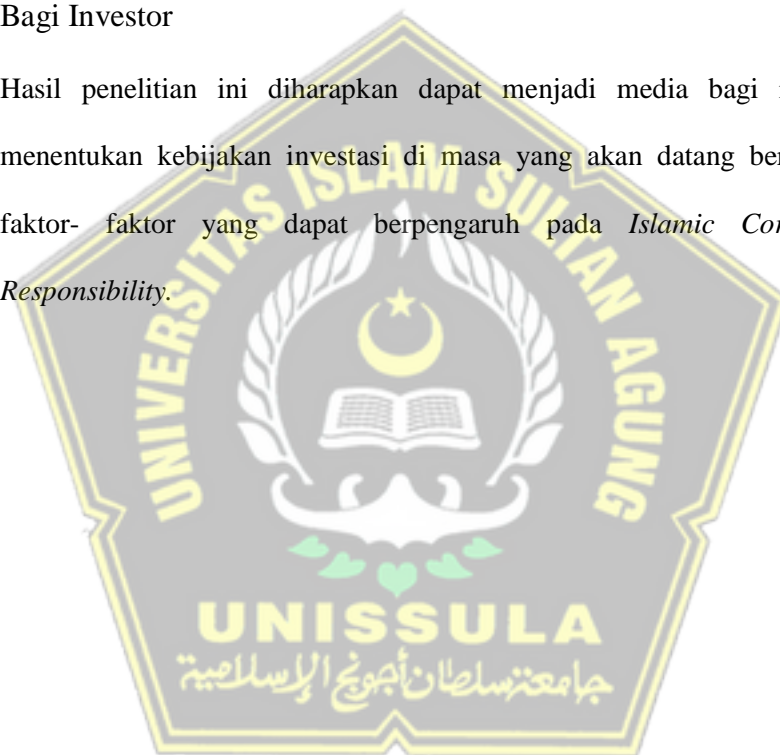 Bagi Investor
Hasil penelitian ini diharapkan dapat menjadi media bagi
menentukan kebijakan investasi di masa yang akan datang
faktor- faktor yang dapat berpengaruh pada Islamic
Responsibility.
UNIVERSITAS ISLAM SULTAN AGUNG
UNISSULA
جامعة سلطان أجونج الإسلامية